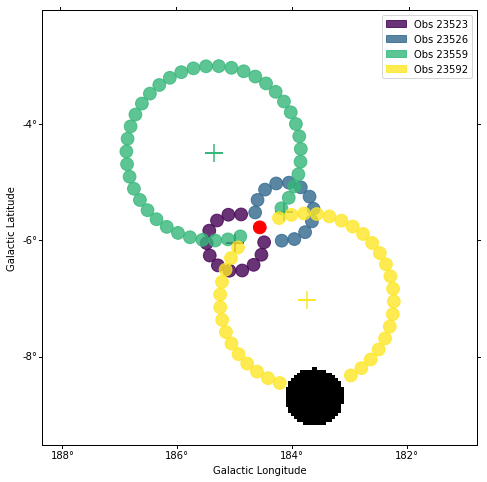 Obs 23523
Obs 23526
Obs 23559
Obs 23592
-4°
-6°
-8°
Galactic Latitude
188°
186°
184°
182°
Galactic Longitude